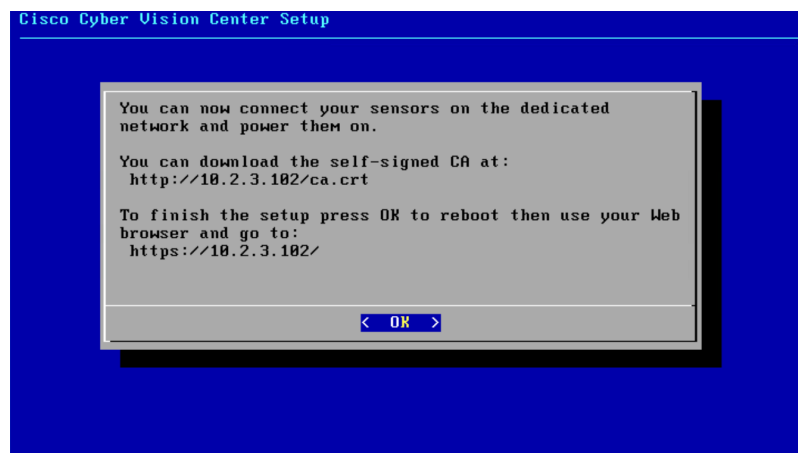 Cisco Cyber Vision Center Setup
You can now connect your sensors on the dedicated
network and power them on.
You can download the self-signed CA at:
http://10.2.3.102/ca.crt
To finish the setup press OK to reboot then use your Web
browser and go to:
https://10.2.3.102/
< OK >